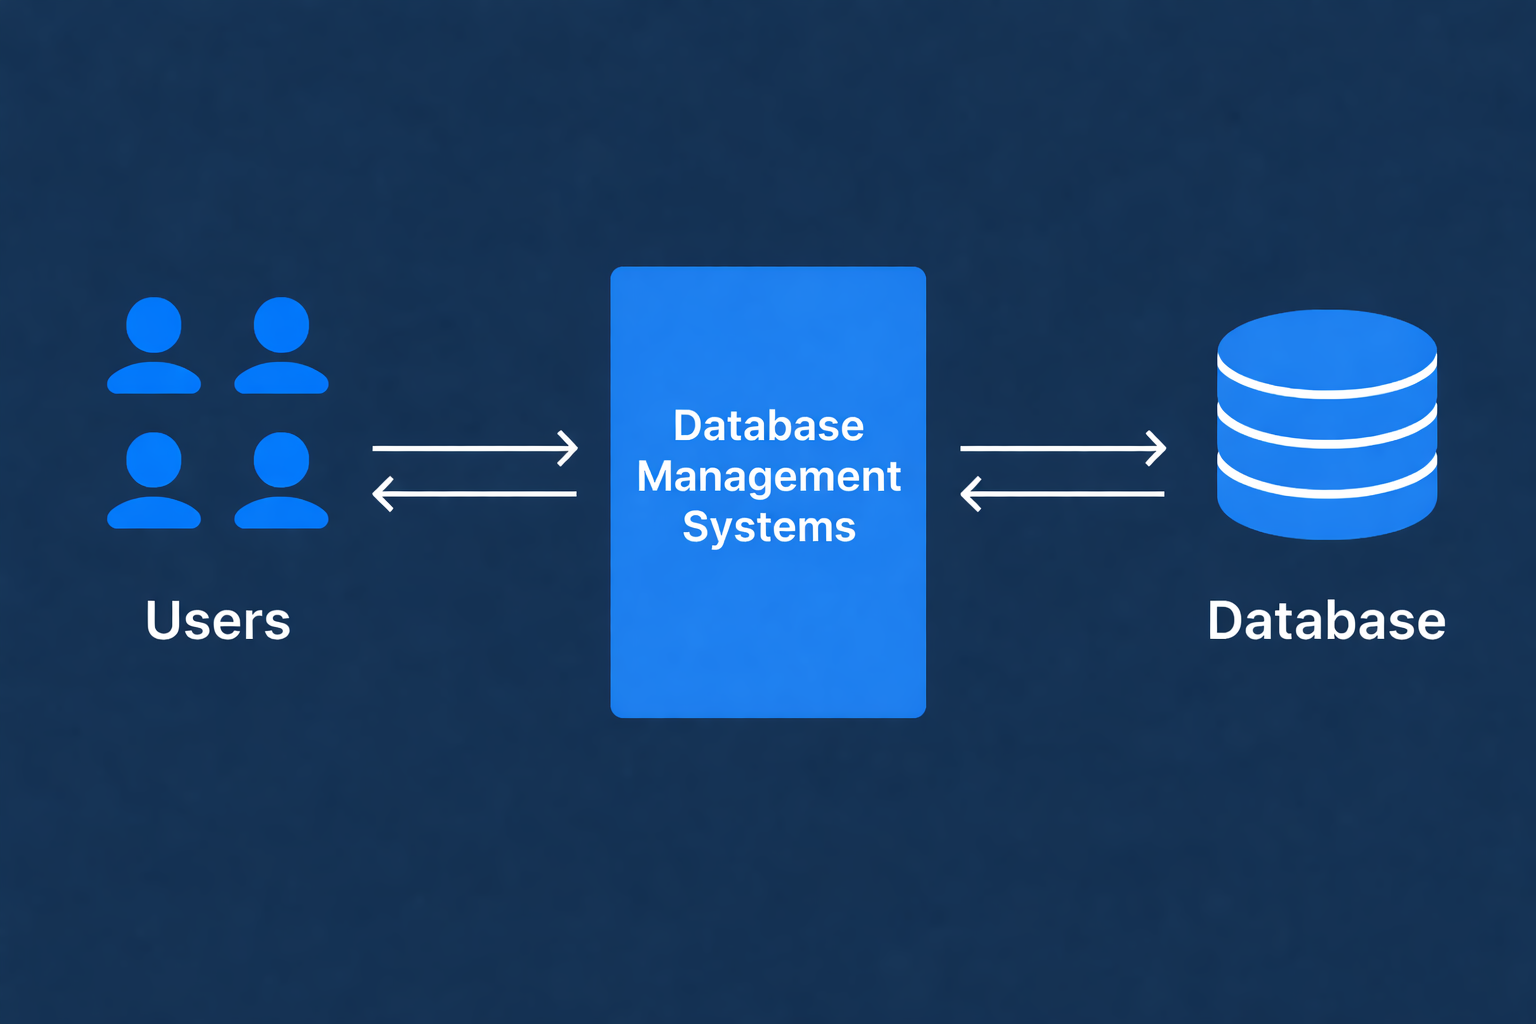 Database
Management
Systems
Users
Database